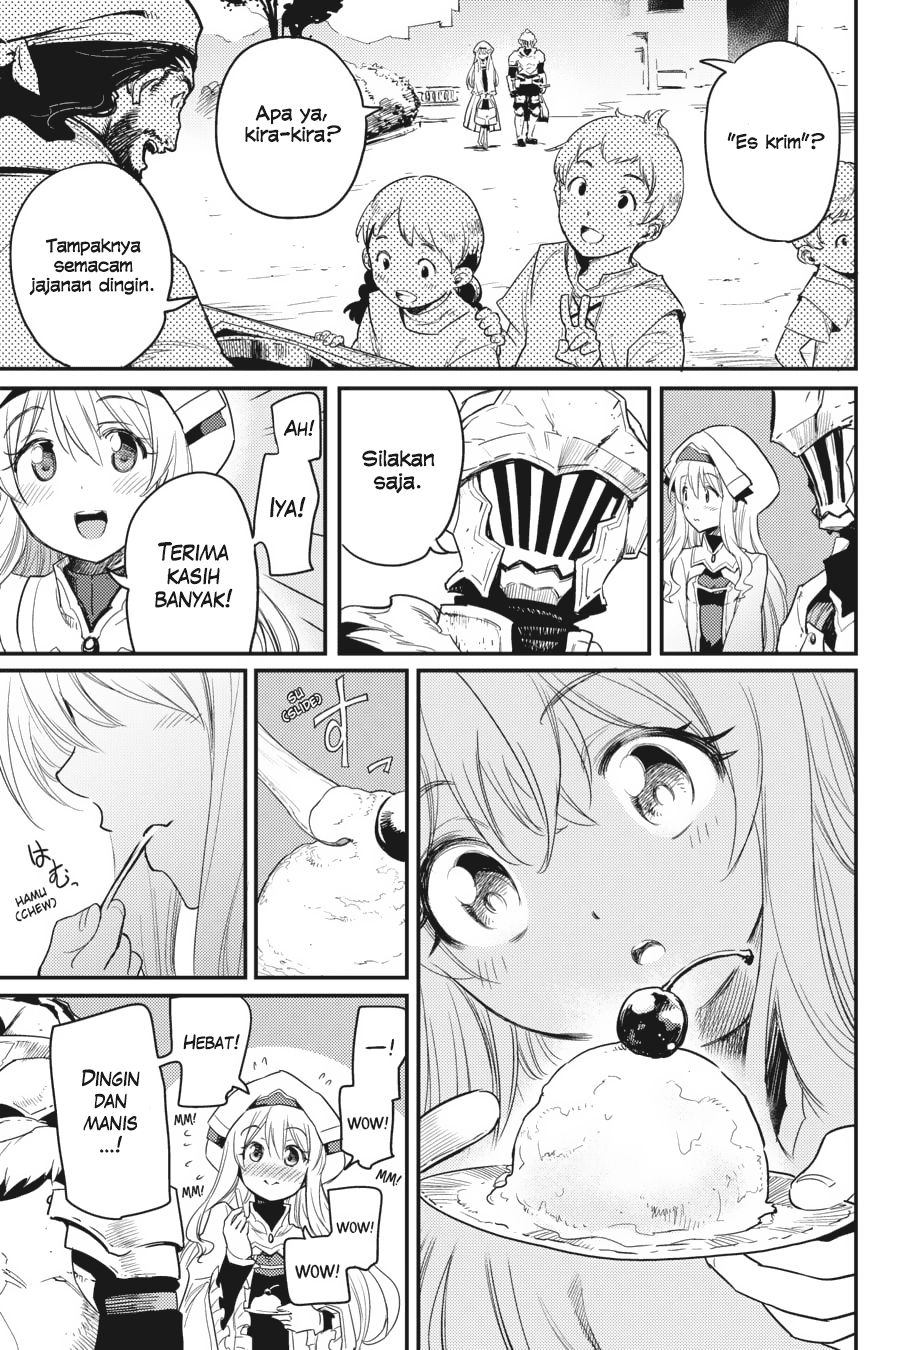 "Es krim"?
Apa ya,
kira-kira?
Tampaknya
semacam
jajanan dingin.
Silakan
saja.
AH!
IYA!
TERIMA
KASIH
BANYAK!
す
SU
(SLIDE)
はむっ
HAMU
(CHEW)
—!
WOW!
MM!
WOW!
WOW!
HEBAT!
MM!
MM!
DINGIN
DAN
MANIS
...!